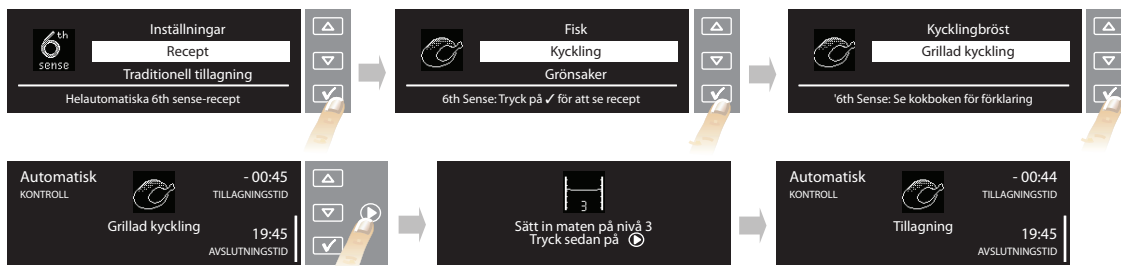 6th
sense
Inställningar
Recept
Traditionell tillagning
Helautomatiska 6th sense-recept
Fisk
Kyckling
Grönsaker
6th Sense: Tryck på ✓ för att se recept
Kycklingbröst
Grillad kyckling
'6th Sense: Se kokboken för förklaring
Automatisk
KONTROLL
Grillad kyckling
- 00:45
TILLAGNINGSTID
19:45
AVSLUTNINGSTID
3
Sätt in maten på nivå 3
Tryck sedan på
Automatisk
KONTROLL
Tillagning
- 00:44
TILLAGNINGSTID
19:45
AVSLUTNINGSTID